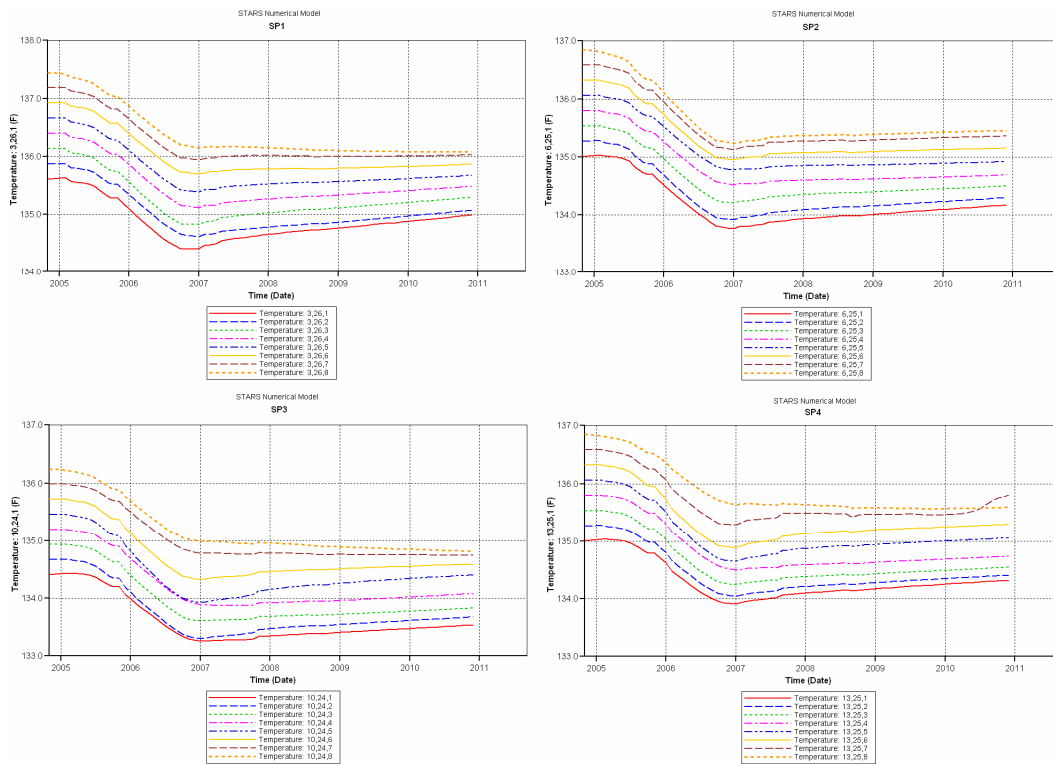 STARS Numerical Model
SP1
138.0
137.0
136.0
135.0
134.0
Temperature: 3,26,1 (F)
2005 2006 2007 2008 2009 2010 2011
Time (Date)
Temperature: 3,26,1
Temperature: 3,26,2
Temperature: 3,26,3
Temperature: 3,26,4
Temperature: 3,26,5
Temperature: 3,26,6
Temperature: 3,26,7
Temperature: 3,26,8
STARS Numerical Model
SP2
137.0
136.0
135.0
134.0
133.0
Temperature: 6,25,1 (F)
2005 2006 2007 2008 2009 2010 2011
Time (Date)
Temperature: 6,25,1
Temperature: 6,25,2
Temperature: 6,25,3
Temperature: 6,25,4
Temperature: 6,25,5
Temperature: 6,25,6
Temperature: 6,25,7
Temperature: 6,25,8
STARS Numerical Model
SP3
137.0
136.0
135.0
134.0
133.0
Temperature: 10,24,1 (F)
2005 2006 2007 2008 2009 2010 2011
Time (Date)
Temperature: 10,24,1
Temperature: 10,24,2
Temperature: 10,24,3
Temperature: 10,24,4
Temperature: 10,24,5
Temperature: 10,24,6
Temperature: 10,24,7
Temperature: 10,24,8
STARS Numerical Model
SP4
137.0
136.0
135.0
134.0
133.0
Temperature: 13,25,1 (F)
2005 2006 2007 2008 2009 2010 2011
Time (Date)
Temperature: 13,25,1
Temperature: 13,25,2
Temperature: 13,25,3
Temperature: 13,25,4
Temperature: 13,25,5
Temperature: 13,25,6
Temperature: 13,25,7
Temperature: 13,25,8